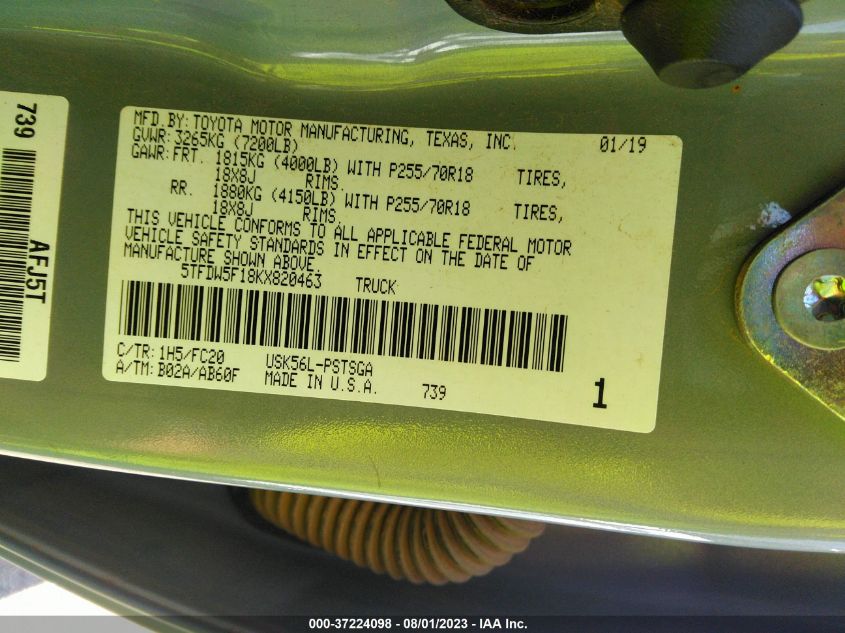 MFD.BY: TOYOTA MOTOR MANUFACTURING, TEXAS, INC. 01/19
GVWR: 3265KG (7200LB)
GAWR: FRT. 1815KG (4000LB) WITH P255/70R18 TIRES,
18X8J RIMS.
RR. 1880KG (4150LB) WITH P255/70R18 TIRES,
18X8J RIMS.
THIS VEHICLE CONFORMS TO ALL APPLICABLE FEDERAL MOTOR
VEHICLE SAFETY STANDARDS IN EFFECT ON THE DATE OF
MANUFACTURE SHOWN ABOVE.
5TFDW5F18KX820463 TRUCK
C/TR: 1H5/FC20 USK56L-PSTSGA
A/TM: B02A/AB60F MADE IN U.S.A. 739 1
739
AFJ5T
000-37224098 - 08/01/2023 - IAA Inc.